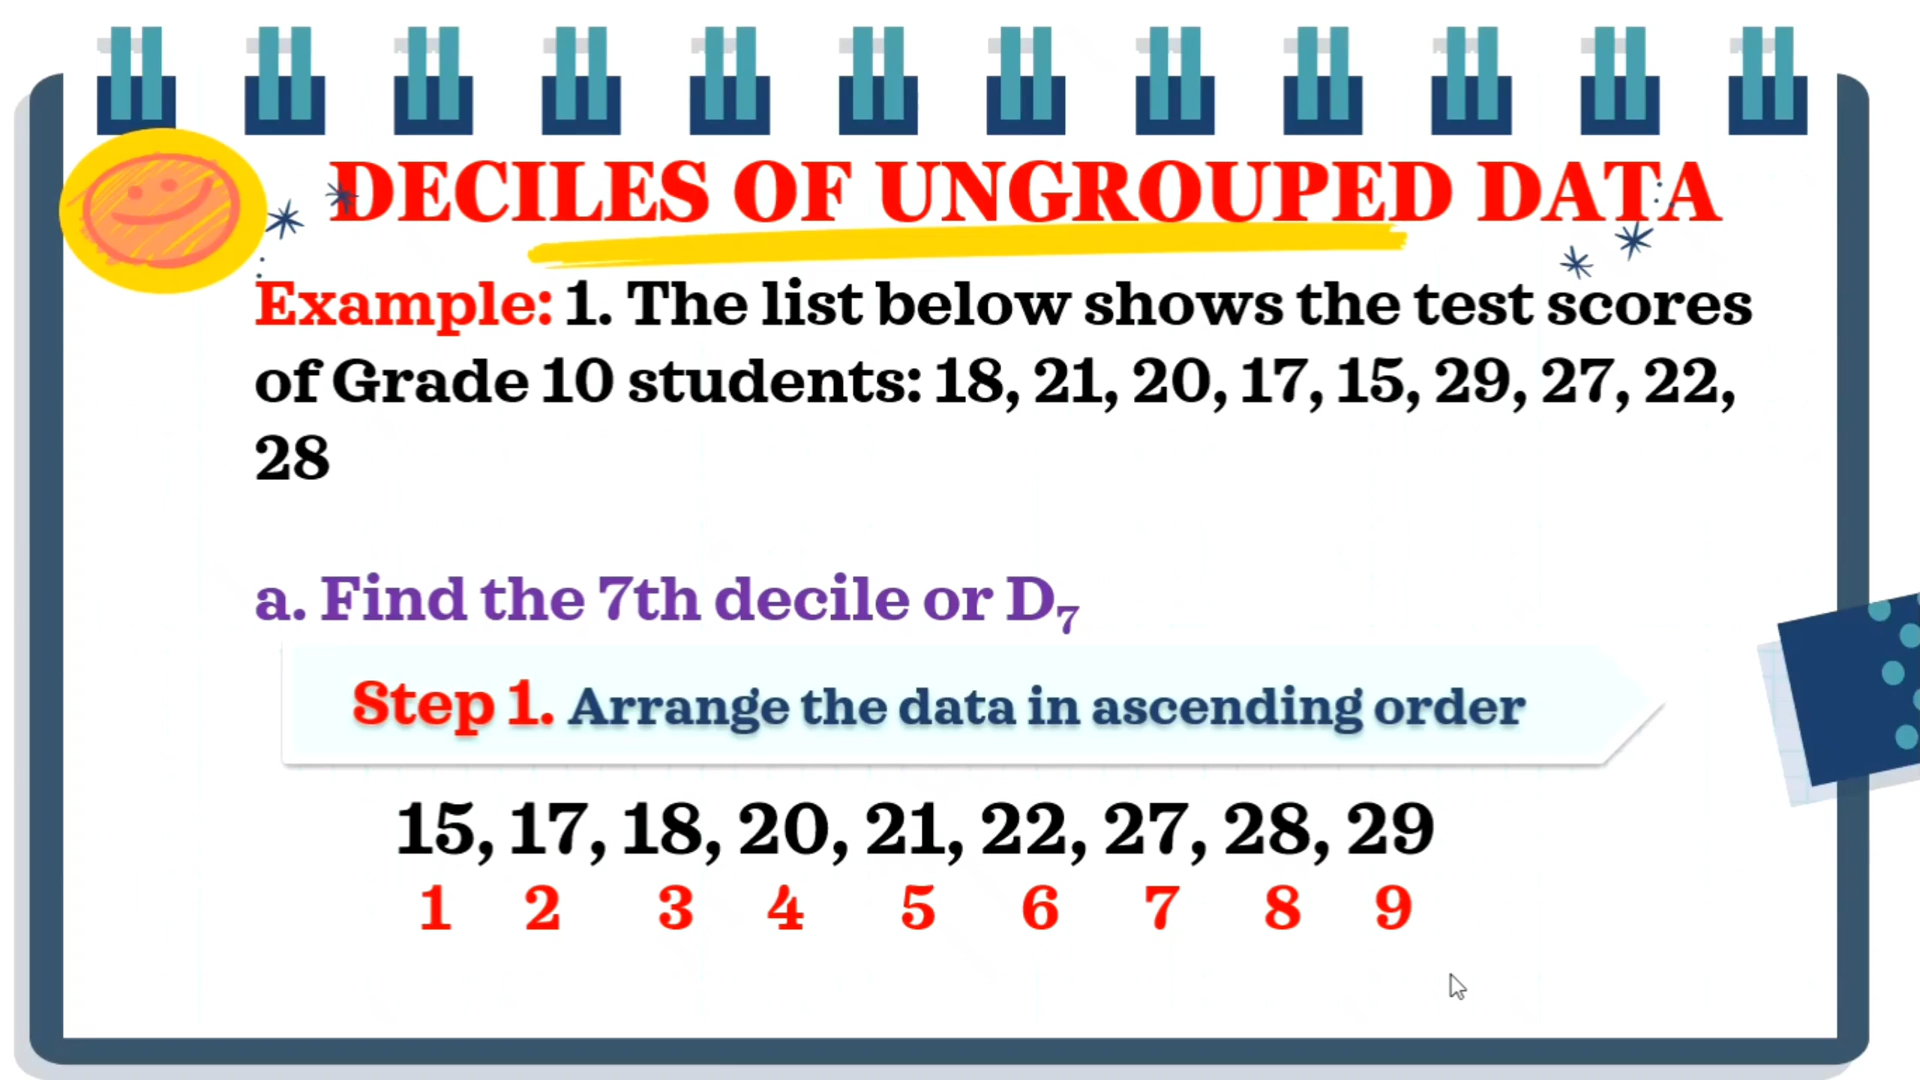 DECILES OF UNGROUPED DATA
Example: 1. The list below shows the test scores
of Grade 10 students: 18, 21, 20, 17, 15, 29, 27, 22,
28
a. Find the 7th decile or D₇
Step 1. Arrange the data in ascending order
15, 17, 18, 20, 21, 22, 27, 28, 29
1 2 3 4 5 6 7 8 9